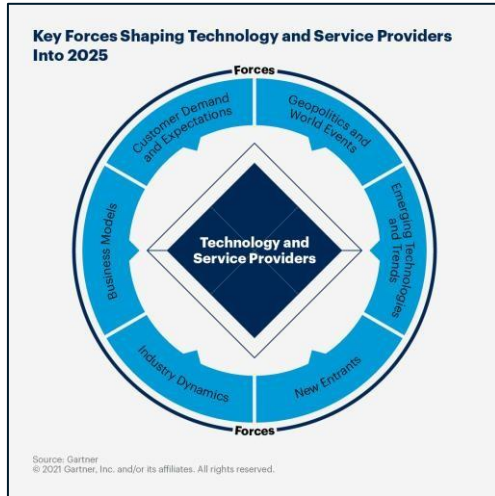 Key Forces Shaping Technology and Service Providers
Into 2025
Forces
Customer Demand
and Expectations
Geopolitics and
World Events
Business Models
Technology and
Service Providers
Emerging Technologies
and Trends
Industry Dynamics
New Entrants
Forces
Source: Gartner
© 2021 Gartner, Inc. and/or its affiliates. All rights reserved.